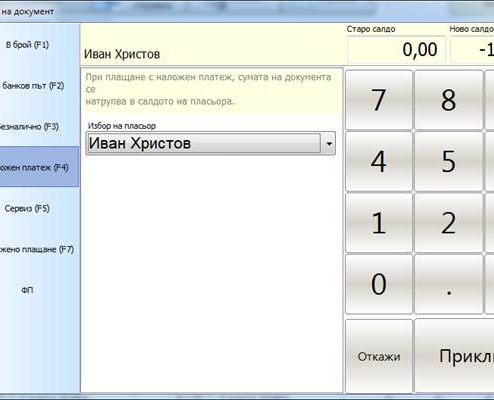 на документ
В брой (F1)
банков път (F2)
безналично (F3)
ожен платеж (F4)
Сервиз (F5)
жено плащане (F7)
ФП
Иван Христов
Старо салдо
Ново салдо
0,00
-1
При плащане с наложен платеж, сумата на документа
се
натрупва в салдото на пласьора.
Избор на пласьор
Иван Христов
7 8
4 5
1 2
0 .
Откажи
Прикл